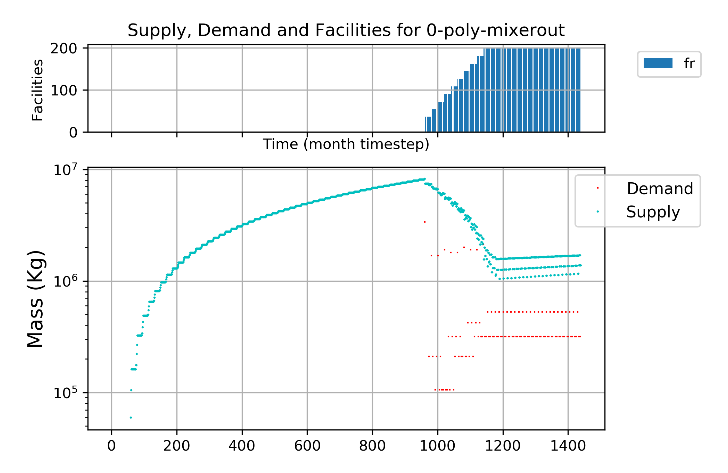 Supply, Demand and Facilities for 0-poly-mixerout
200
100
0
Facilities
fr
Time (month timestep)
10^7
10^6
10^5
Mass (Kg)
Demand
Supply
0 200 400 600 800 1000 1200 1400